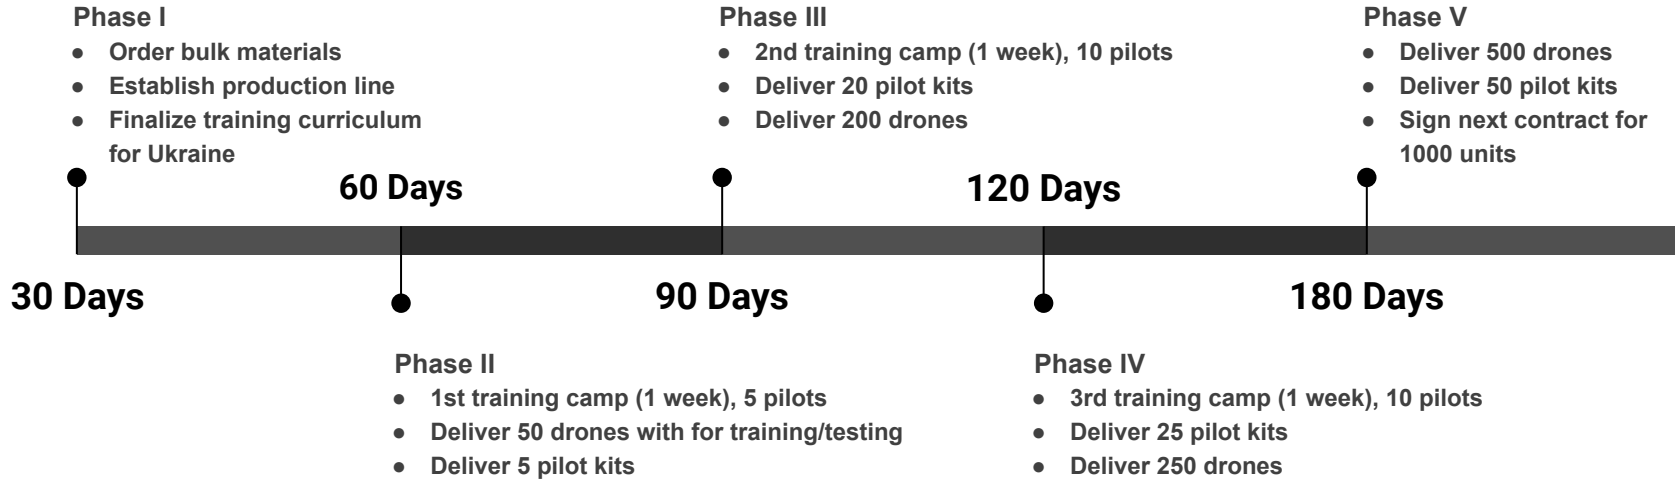 Phase I
● Order bulk materials
● Establish production line
● Finalize training curriculum
for Ukraine
30 Days
60 Days
Phase II
● 1st training camp (1 week), 5 pilots
● Deliver 50 drones with for training/testing
● Deliver 5 pilot kits
Phase III
● 2nd training camp (1 week), 10 pilots
● Deliver 20 pilot kits
● Deliver 200 drones
90 Days
120 Days
Phase IV
● 3rd training camp (1 week), 10 pilots
● Deliver 25 pilot kits
● Deliver 250 drones
Phase V
● Deliver 500 drones
● Deliver 50 pilot kits
● Sign next contract for
1000 units
180 Days